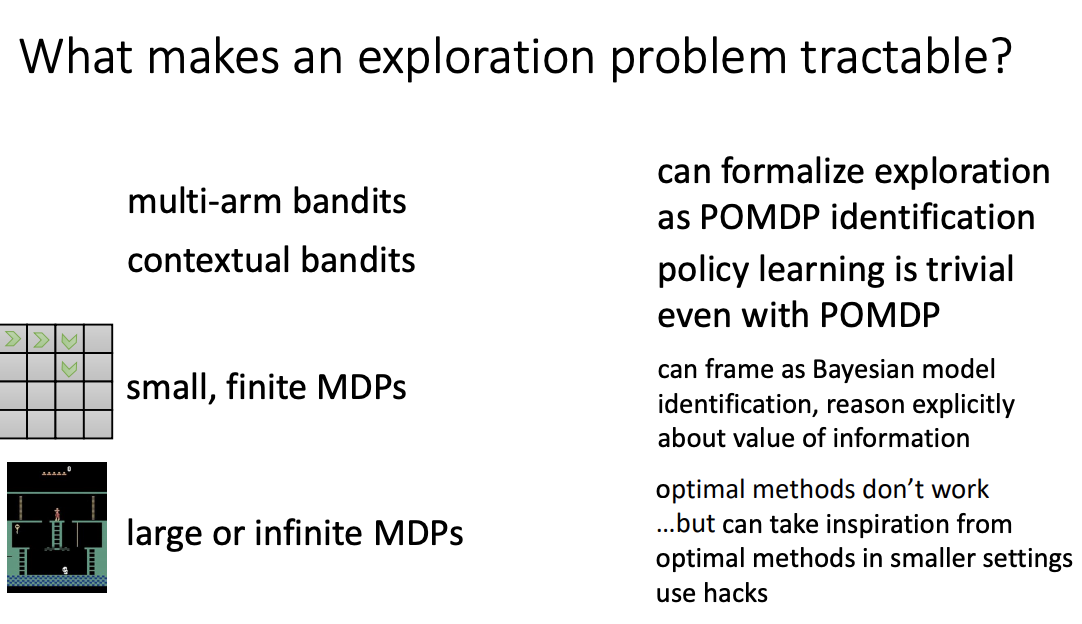 What makes an exploration problem tractable?
multi-arm bandits
contextual bandits
can formalize exploration
as POMDP identification
policy learning is trivial
even with POMDP
small, finite MDPs
can frame as Bayesian model
identification, reason explicitly
about value of information
large or infinite MDPs
optimal methods don’t work
…but can take inspiration from
optimal methods in smaller settings
use hacks